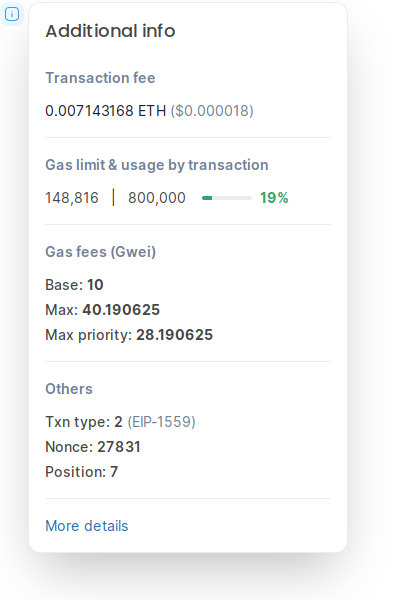 Additional info
Transaction fee
0.007143168 ETH ($0.000018)
Gas limit & usage by transaction
148,816 | 800,000 19%
Gas fees (Gwei)
Base: 10
Max: 40.190625
Max priority: 28.190625
Others
Txn type: 2 (EIP-1559)
Nonce: 27831
Position: 7
More details